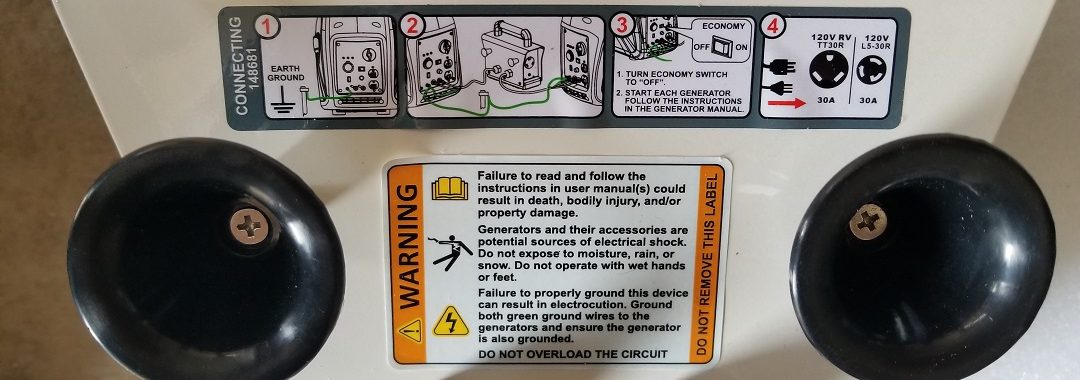 CONNECTING
148681
1
EARTH
GROUND
2
3
ECONOMY
OFF
ON
1. TURN ECONOMY SWITCH
TO "OFF".
2. START EACH GENERATOR
FOLLOW THE INSTRUCTIONS
IN THE GENERATOR MANUAL.
4
120V RV
TT30R
30A
120V
L5-30R
30A
WARNING
Failure to read and follow the
instructions in user manual(s) could
result in death, bodily injury, and/or
property damage.
Generators and their accessories are
potential sources of electrical shock.
Do not expose to moisture, rain, or
snow. Do not operate with wet hands
or feet.
Failure to properly ground this device
can result in electrocution. Ground
both green ground wires to the
generators and ensure the generator
is also grounded.
DO NOT OVERLOAD THE CIRCUIT
DO NOT REMOVE THIS LABEL